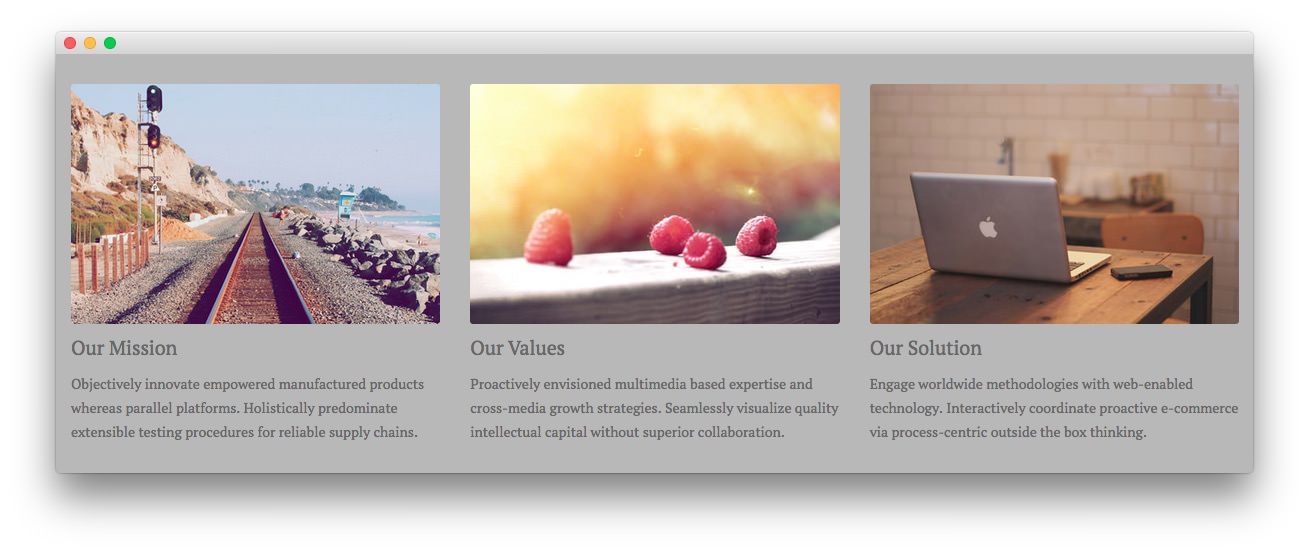 Our Mission
Objectively innovate empowered manufactured products
whereas parallel platforms. Holistically predominate
extensible testing procedures for reliable supply chains.
Our Values
Proactively envisioned multimedia based expertise and
cross-media growth strategies. Seamlessly visualize quality
intellectual capital without superior collaboration.
Our Solution
Engage worldwide methodologies with web-enabled
technology. Interactively coordinate proactive e-commerce
via process-centric outside the box thinking.